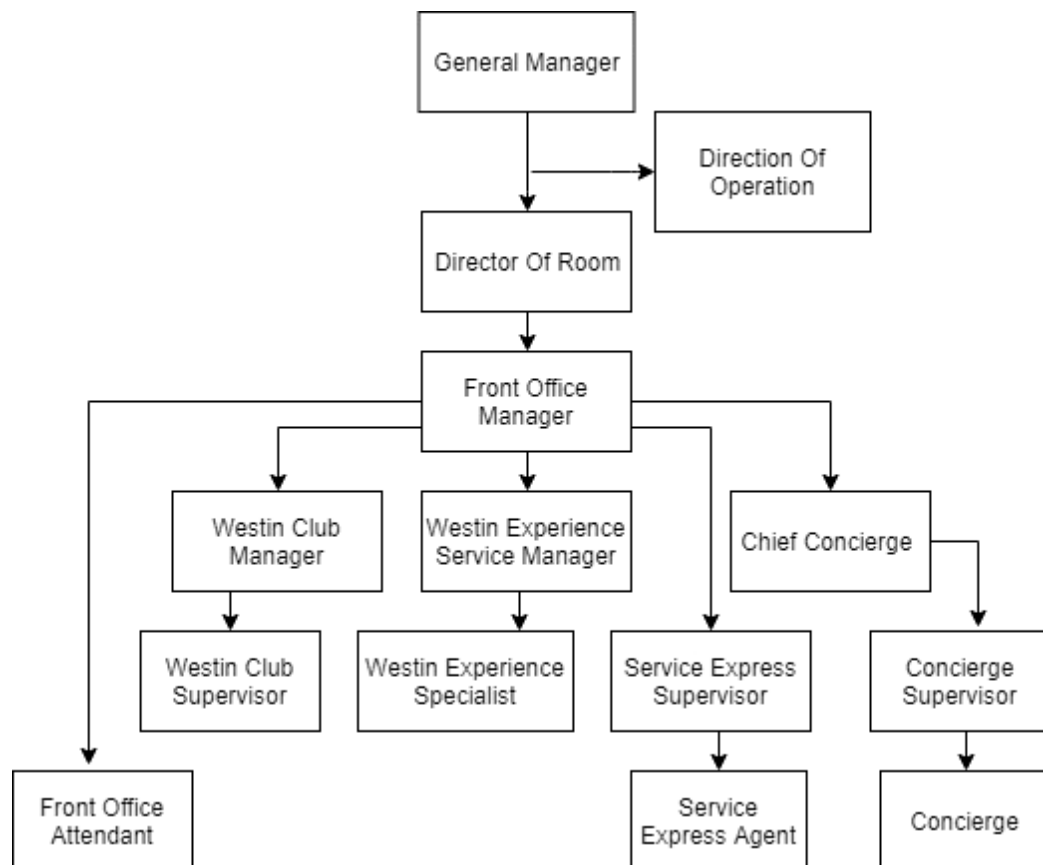 General Manager
Direction Of
Operation
Director Of Room
Front Office
Manager
Westin Club
Manager
Westin Experience
Service Manager
Chief Concierge
Westin Club
Supervisor
Westin Experience
Specialist
Service Express
Supervisor
Concierge
Supervisor
Front Office
Attendant
Service
Express Agent
Concierge